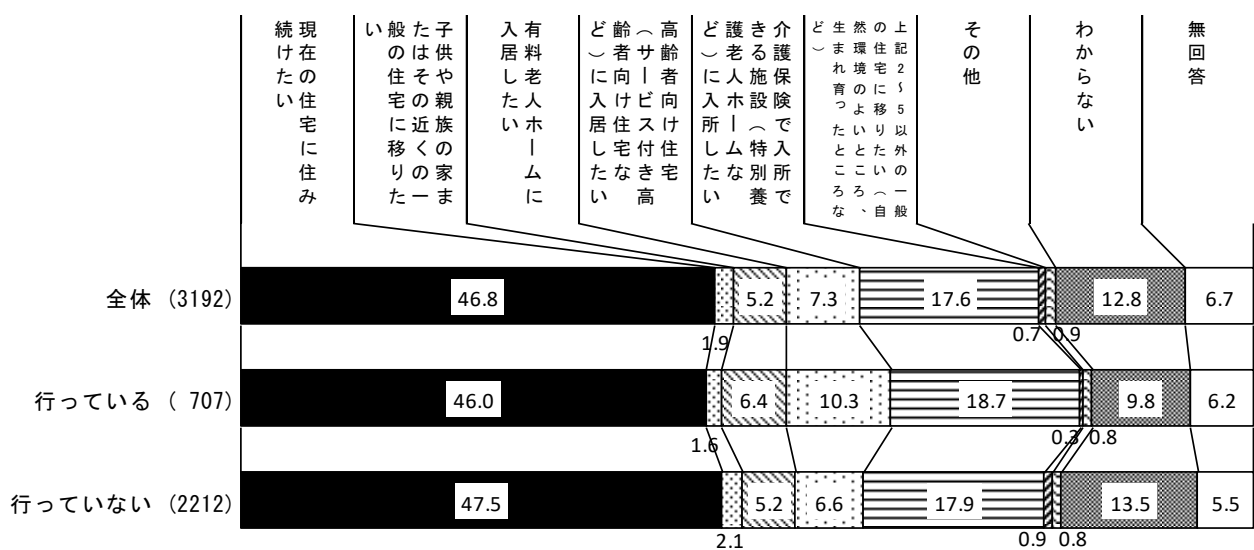 現在の住宅に住み
続けたい
子供や親族の家ま
たはその近くの一
般の住宅に移りた
い
有料老人ホームに
入居したい
高齢者向け住宅
（サービス付き高
齢者向け住宅な
ど）に入居したい
介護保険で入所で
きる施設（特別養
護老人ホームな
ど）に入所したい
上記2～5以外の一般
の住宅に移りたい（自
然環境のよいところ、
生まれ育ったところな
ど）
その他
わからない
無回答
全体 (3192)
46.8
1.9
5.2
7.3
17.6
0.7
0.9
12.8
6.7
行っている ( 707)
46.0
1.6
6.4
10.3
18.7
0.3
0.8
9.8
6.2
行っていない (2212)
47.5
2.1
5.2
6.6
17.9
0.9
0.8
13.5
5.5